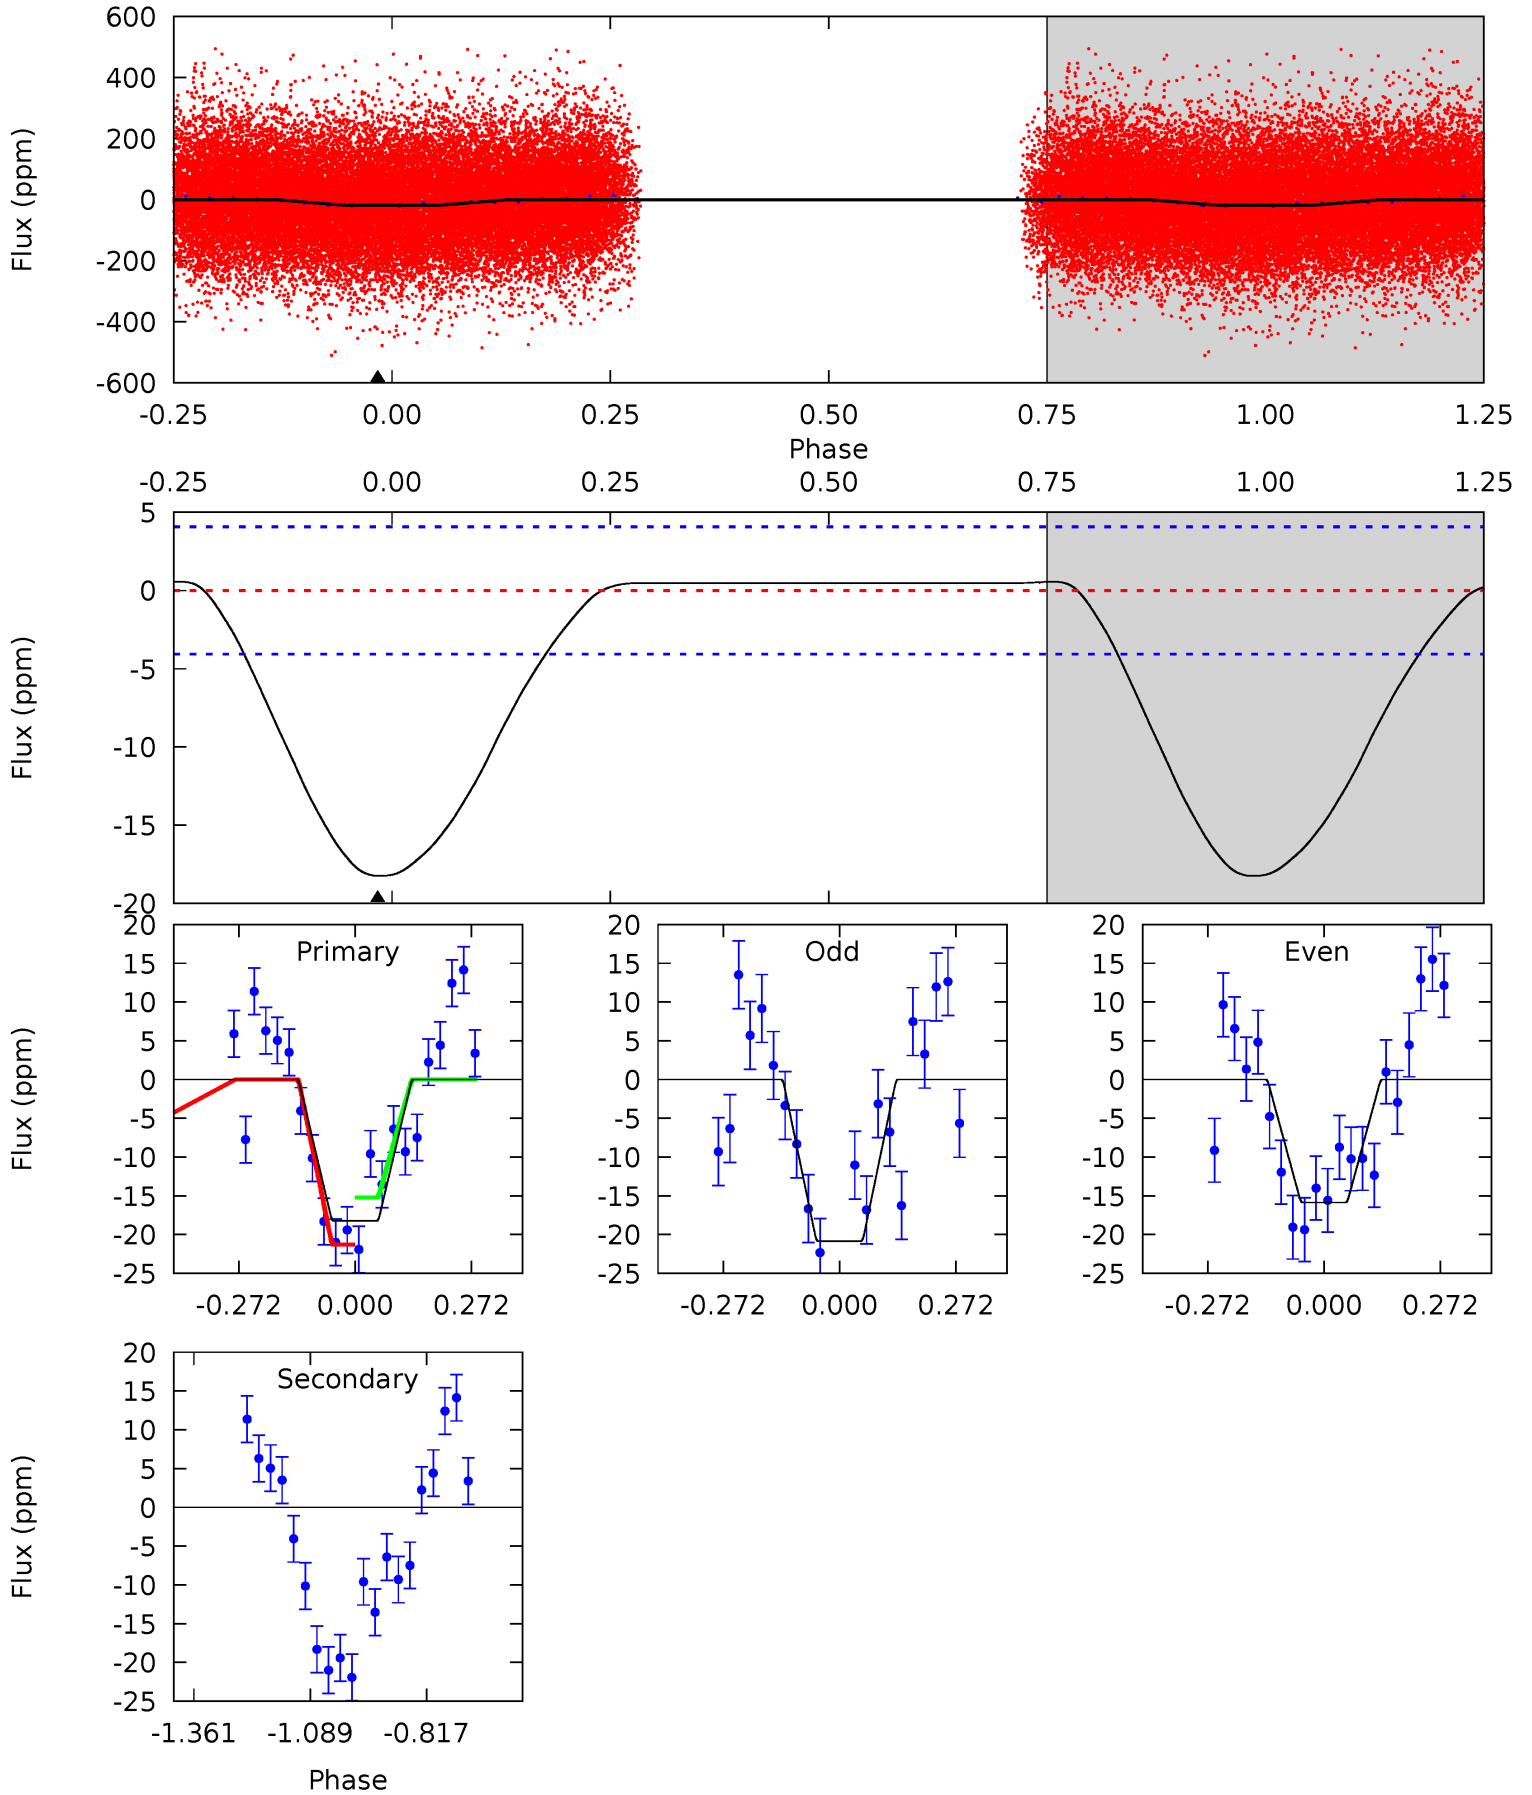 600
400
200
0
-200
-400
-600
Flux (ppm)
-0.25 0.00 0.25 0.50 0.75 1.00 1.25
Phase
-0.25 0.00 0.25 0.50 0.75 1.00 1.25
5
0
-5
-10
-15
-20
Flux (ppm)
Primary Odd Even
20 20 20
15 15 15
10 10 10
5 5 5
0 0 0
-5 -5 -5
-10 -10 -10
-15 -15 -15
-20 -20 -20
-25 -25 -25
Flux (ppm)
-0.272 0.000 0.272 -0.272 0.000 0.272 -0.272 0.000 0.272
Secondary
20
15
10
5
0
-5
-10
-15
-20
-25
Flux (ppm)
-1.361 -1.089 -0.817
Phase